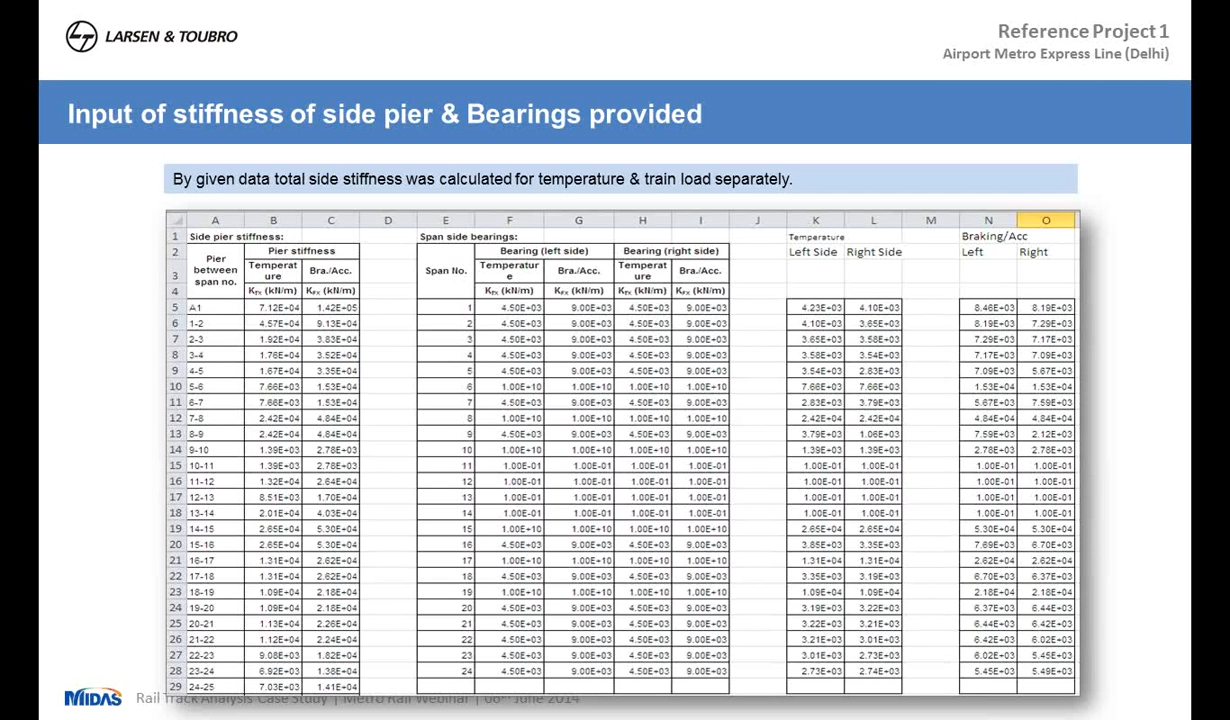 LARSEN & TOUBRO
Reference Project 1
Airport Metro Express Line (Delhi)
Input of stiffness of side pier & Bearings provided
By given data total side stiffness was calculated for temperature & train load separately.
A B C D E F G H I J K L M N O
1 Side pier stiffness: Span side bearings: Temperature Braking/Acc
2 Pier between span no. Pier stiffness Span No. Bearing (left side) Bearing (right side) Left Side Right Side Left Right
3 Temperat ure Bra./Acc. Temperatur e Bra./Acc. Temperat ure Bra./Acc.
4 KFX (kN/m) KFX (kN/m) KFX (kN/m) KFX (kN/m) KFX (kN/m) KFX (kN/m)
5 A1 7.12E+04 1.42E+05 1 4.50E+03 9.00E+03 4.50E+03 9.00E+03 4.23E+03 4.10E+03 8.46E+03 8.19E+03
6 1-2 4.57E+04 9.13E+04 2 4.50E+03 9.00E+03 4.50E+03 9.00E+03 4.10E+03 3.65E+03 8.19E+03 7.29E+03
7 2-3 1.92E+04 3.83E+04 3 4.50E+03 9.00E+03 4.50E+03 9.00E+03 3.65E+03 3.58E+03 7.29E+03 7.17E+03
8 3-4 1.76E+04 3.52E+04 4 4.50E+03 9.00E+03 4.50E+03 9.00E+03 3.58E+03 3.54E+03 7.17E+03 7.09E+03
9 4-5 1.67E+04 3.35E+04 5 4.50E+03 9.00E+03 4.50E+03 9.00E+03 3.54E+03 2.83E+03 7.09E+03 5.67E+03
10 5-6 7.66E+03 1.53E+04 6 1.00E+10 1.00E+10 1.00E+10 1.00E+10 7.66E+03 7.66E+03 1.53E+04 1.53E+04
11 6-7 7.66E+03 1.53E+04 7 4.50E+03 9.00E+03 4.50E+03 9.00E+03 2.83E+03 3.79E+03 5.67E+03 7.59E+03
12 7-8 2.42E+04 4.84E+04 8 1.00E+10 1.00E+10 1.00E+10 1.00E+10 2.42E+04 2.42E+04 4.84E+04 4.84E+04
13 8-9 2.42E+04 4.84E+04 9 4.50E+03 9.00E+03 4.50E+03 9.00E+03 3.79E+03 1.06E+03 7.59E+03 2.12E+03
14 9-10 1.39E+03 2.78E+03 10 1.00E+10 1.00E+10 1.00E+10 1.00E+10 1.39E+03 1.39E+03 2.78E+03 2.78E+03
15 10-11 1.39E+03 2.78E+03 11 1.00E-01 1.00E-01 1.00E-01 1.00E-01 1.00E-01 1.00E-01 1.00E-01 1.00E-01
16 11-12 1.32E+04 2.64E+04 12 1.00E-01 1.00E-01 1.00E-01 1.00E-01 1.00E-01 1.00E-01 1.00E-01 1.00E-01
17 12-13 8.51E+03 1.70E+04 13 1.00E-01 1.00E-01 1.00E-01 1.00E-01 1.00E-01 1.00E-01 1.00E-01 1.00E-01
18 13-14 2.01E+04 4.03E+04 14 1.00E-01 1.00E-01 1.00E-01 1.00E-01 1.00E-01 1.00E-01 1.00E-01 1.00E-01
19 14-15 2.65E+04 5.30E+04 15 1.00E+10 1.00E+10 1.00E+10 1.00E+10 2.65E+04 2.65E+04 5.30E+04 5.30E+04
20 15-16 2.65E+04 5.30E+04 16 4.50E+03 9.00E+03 4.50E+03 9.00E+03 3.85E+03 3.35E+03 7.69E+03 6.70E+03
21 16-17 1.31E+04 2.62E+04 17 1.00E+10 1.00E+10 1.00E+10 1.00E+10 1.31E+04 1.31E+04 2.62E+04 2.62E+04
22 17-18 1.31E+04 2.62E+04 18 4.50E+03 9.00E+03 4.50E+03 9.00E+03 3.35E+03 3.19E+03 6.70E+03 6.37E+03
23 18-19 1.09E+04 2.18E+04 19 1.00E+10 1.00E+10 1.00E+10 1.00E+10 1.09E+04 1.09E+04 2.18E+04 2.18E+04
24 19-20 1.09E+04 2.18E+04 20 4.50E+03 9.00E+03 4.50E+03 9.00E+03 3.19E+03 3.22E+03 6.37E+03 6.44E+03
25 20-21 1.13E+04 2.26E+04 21 4.50E+03 9.00E+03 4.50E+03 9.00E+03 3.22E+03 3.21E+03 6.44E+03 6.42E+03
26 21-22 1.12E+04 2.24E+04 22 4.50E+03 9.00E+03 4.50E+03 9.00E+03 3.21E+03 3.01E+03 6.42E+03 6.02E+03
27 22-23 9.08E+03 1.82E+04 23 4.50E+03 9.00E+03 4.50E+03 9.00E+03 3.01E+03 2.73E+03 6.02E+03 5.45E+03
28 23-24 6.92E+03 1.38E+04 24 4.50E+03 9.00E+03 4.50E+03 9.00E+03 2.73E+03 2.74E+03 5.45E+03 5.49E+03
29 24-25 7.03E+03 1.41E+04
MIDAS Rail Track Analysis Case Study | Metro Rail Webinar | 06th June 2014